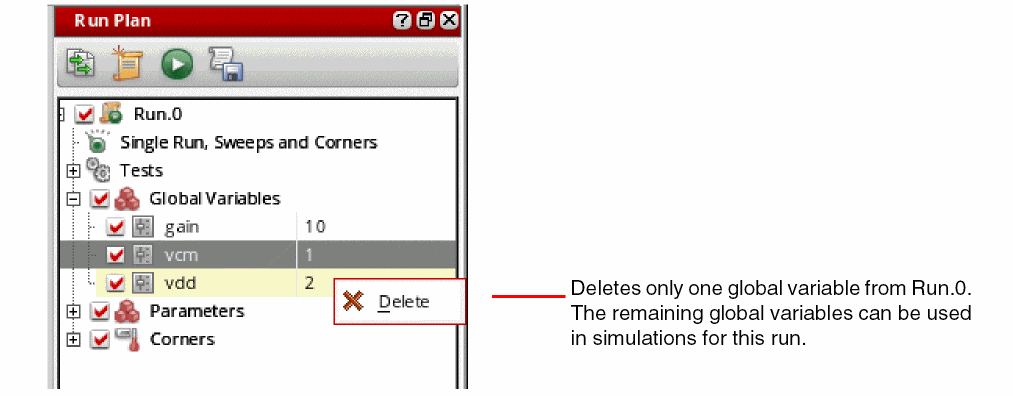 Run Plan
Run.0
Single Run, Sweeps and Corners
Tests
Global Variables
gain 10
vcm 1
vdd 2
Delete
Parameters
Corners
Deletes only one global variable from Run.0.
The remaining global variables can be used
in simulations for this run.